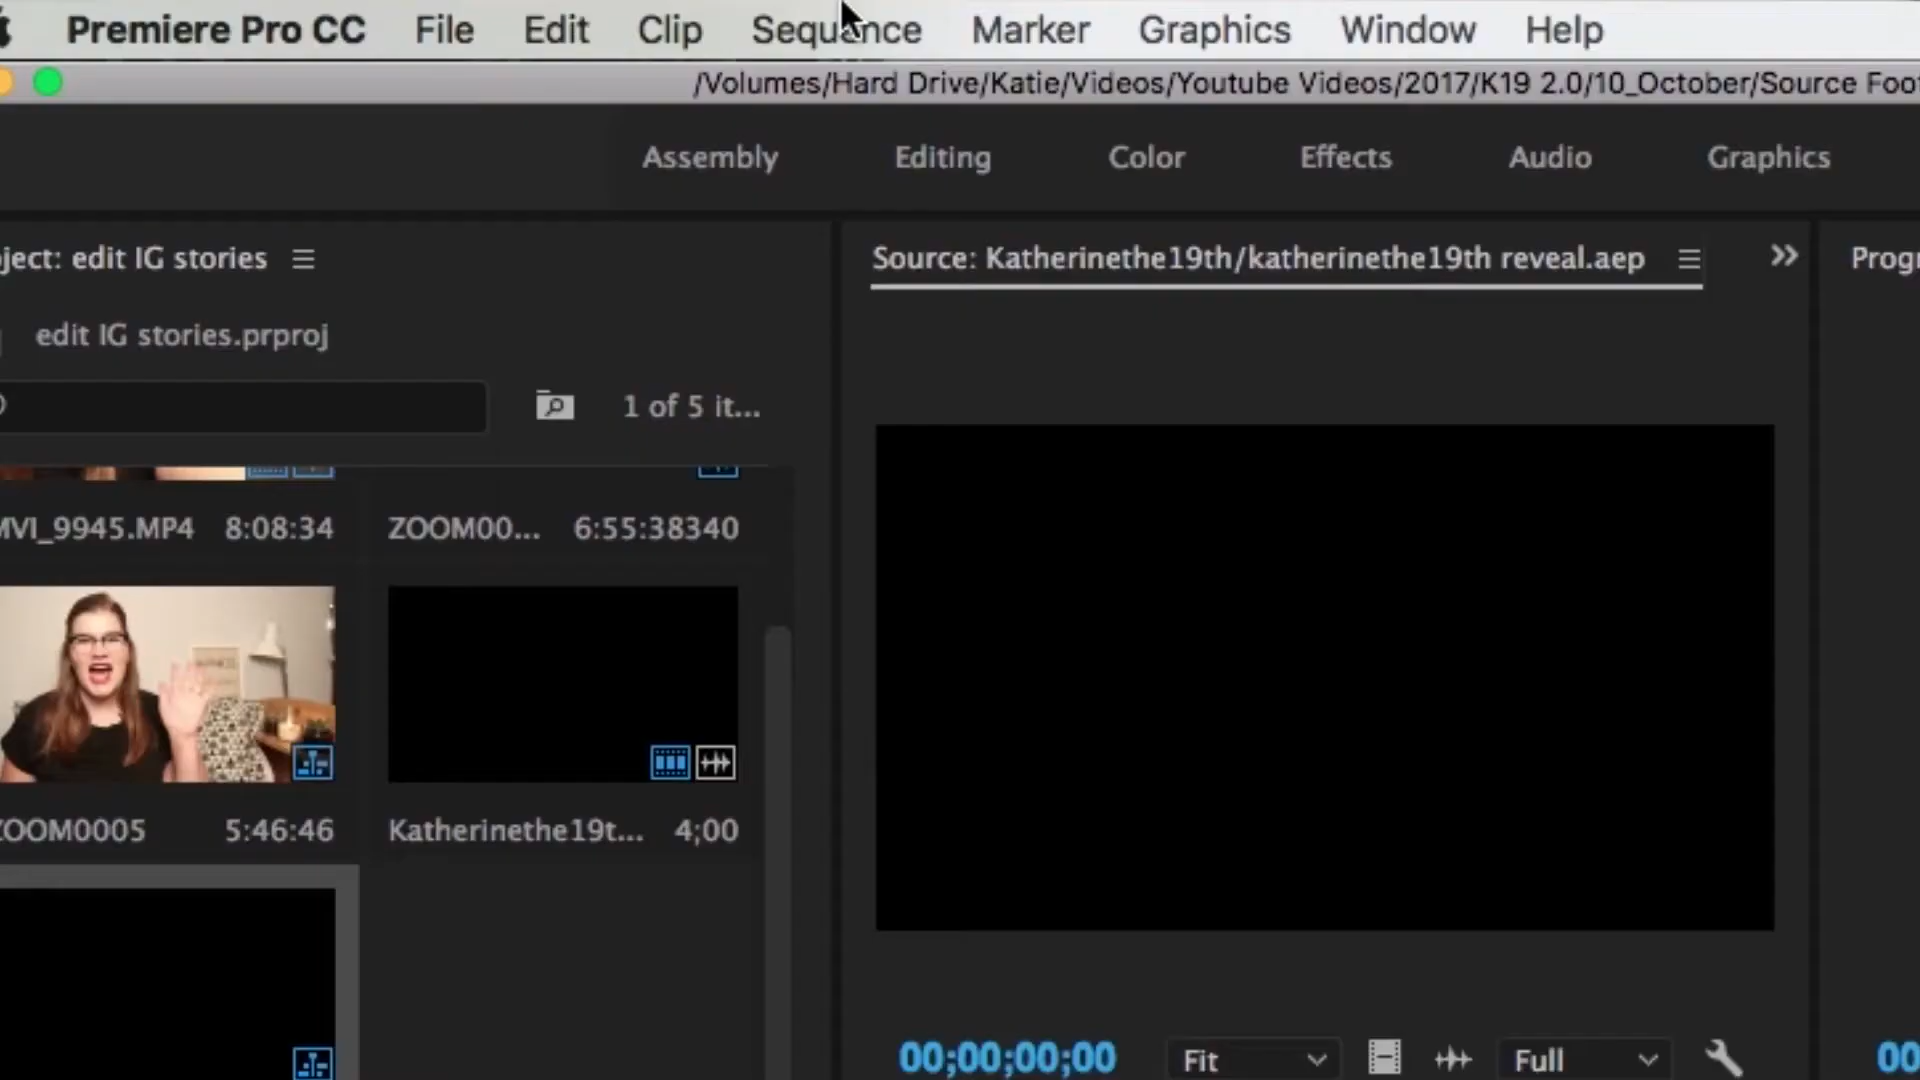 Premiere Pro CC File Edit Clip Sequence Marker Graphics Window Help
/Volumes/Hard Drive/Katie/Videos/Youtube Videos/2017/K19 2.0/10_October/Source Foo
Assembly Editing Color Effects Audio Graphics
ject: edit IG stories
Source: Katherinethe19th/katherinethe19th reveal.aep
Progr
edit IG stories.prproj
1 of 5 it...
MVI_9945.MP4 8:08:34
ZOOM00... 6:55:38340
ZOOM0005 5:46:46
Katherinethe19t... 4;00
00;00;00;00
Fit
Full
00